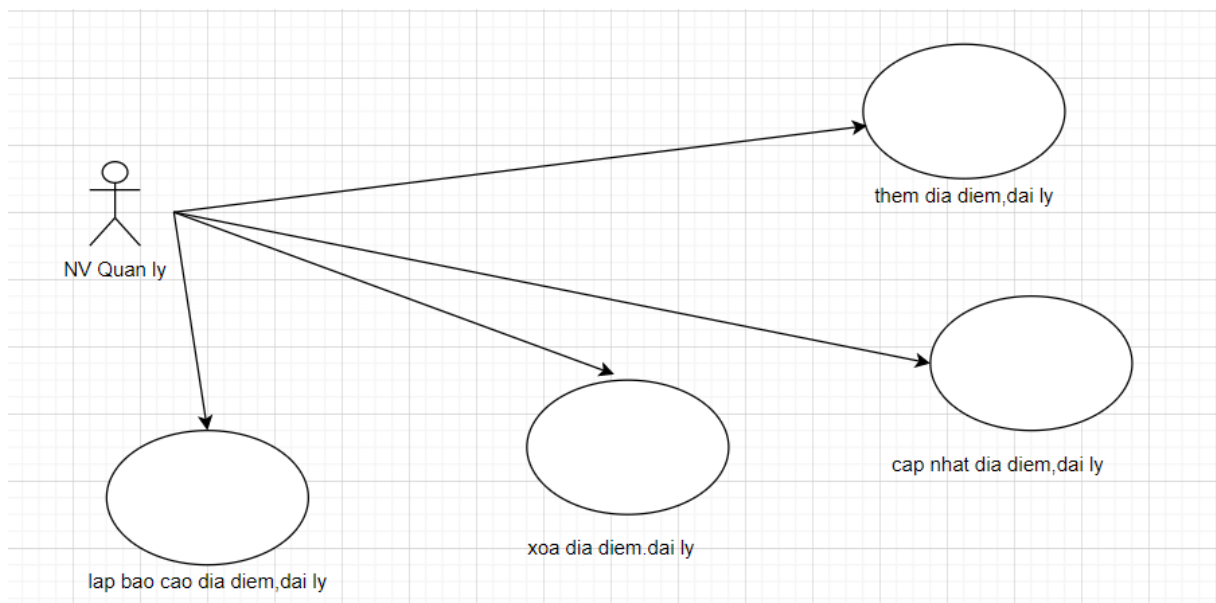 them dia diem,dai ly
NV Quan ly
cap nhat dia diem,dai ly
xoa dia diem.dai ly
lap bao cao dia diem,dai ly